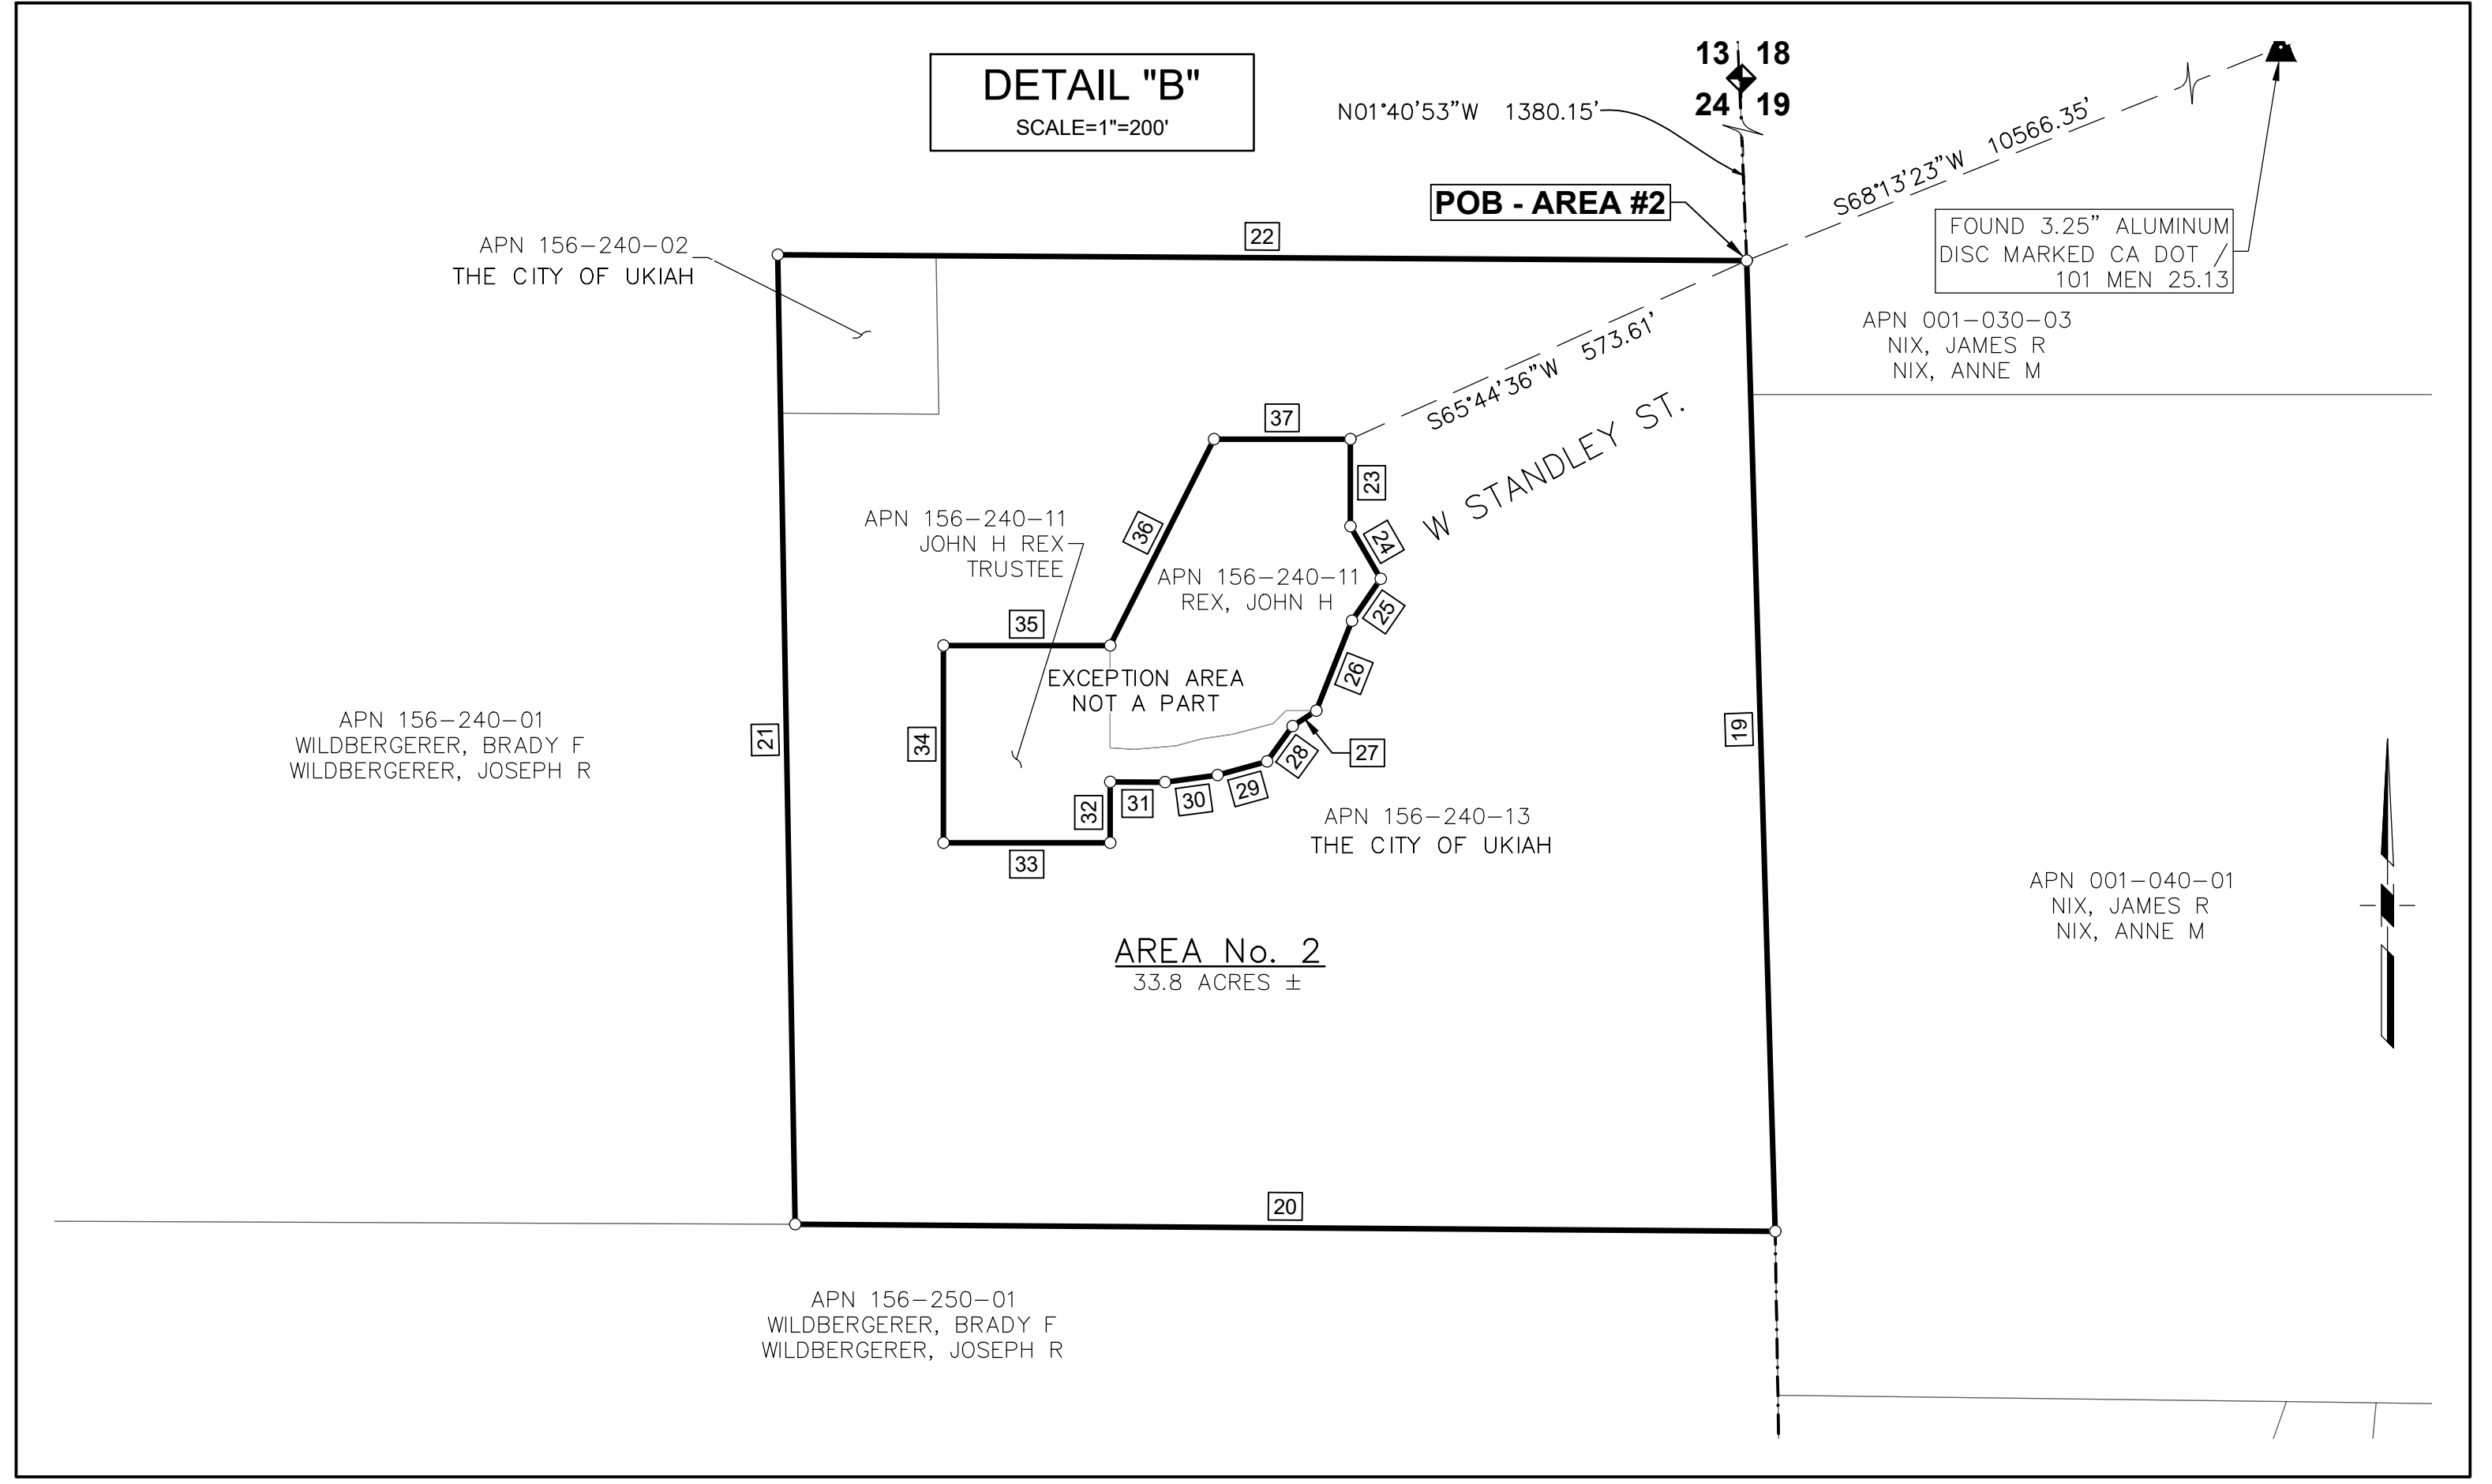 DETAIL "B"
SCALE=1"=200'
13 18
24 19
N01°40'53"W 1380.15'
S68°13'23"W 10566.35'
POB - AREA #2
FOUND 3.25" ALUMINUM
DISC MARKED CA DOT /
101 MEN 25.13
22
APN 156-240-02
THE CITY OF UKIAH
APN 001-030-03
NIX, JAMES R
NIX, ANNE M
S65°44'36"W 573.61'
W STANDLEY ST.
37
23
24
25
26
27
28
29
30
31
32
33
34
35
36
APN 156-240-11
JOHN H REX
TRUSTEE
APN 156-240-11
REX, JOHN H
EXCEPTION AREA
NOT A PART
APN 156-240-01
WILDBERGERER, BRADY F
WILDBERGERER, JOSEPH R
21
19
APN 156-240-13
THE CITY OF UKIAH
APN 001-040-01
NIX, JAMES R
NIX, ANNE M
AREA No. 2
33.8 ACRES ±
20
APN 156-250-01
WILDBERGERER, BRADY F
WILDBERGERER, JOSEPH R